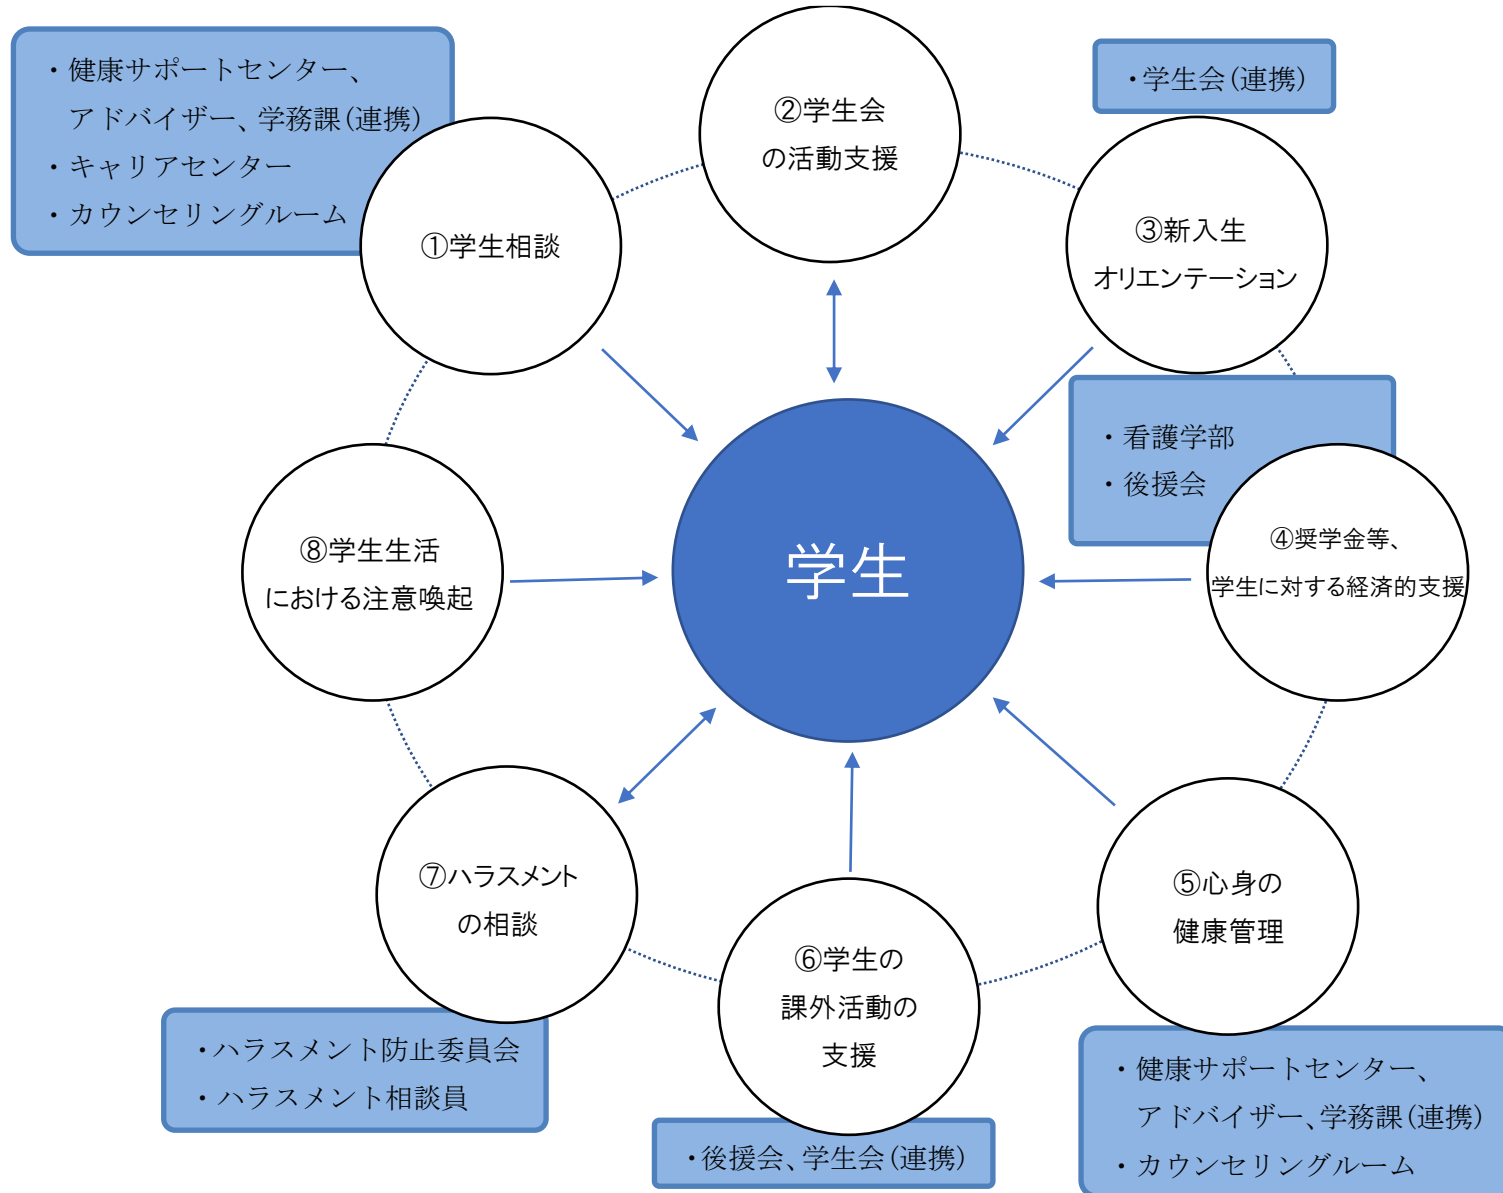 ・健康サポートセンター、
アドバイザー、学務課(連携)
・キャリアセンター
・カウンセリングルーム
①学生相談
②学生会
の活動支援
・学生会(連携)
③新入生
オリエンテーション
・看護学部
・後援会
④奨学金等、
学生に対する経済的支援
学生
⑧学生生活
における注意喚起
⑦ハラスメント
の相談
・ハラスメント防止委員会
・ハラスメント相談員
⑥学生の
課外活動の
支援
・後援会、学生会(連携)
⑤心身の
健康管理
・健康サポートセンター、
アドバイザー、学務課(連携)
・カウンセリングルーム